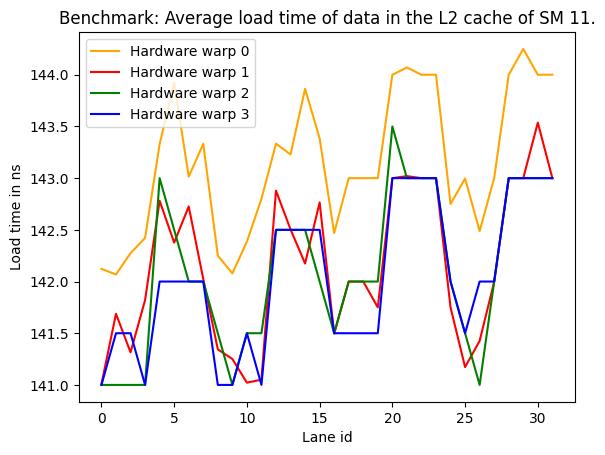 Benchmark: Average load time of data in the L2 cache of SM 11.
Hardware warp 0
Hardware warp 1
Hardware warp 2
Hardware warp 3
Load time in ns
144.0
143.5
143.0
142.5
142.0
141.5
141.0
0 5 10 15 20 25 30
Lane id